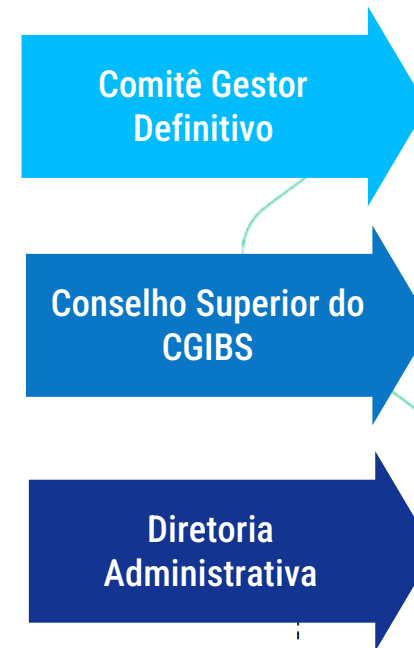 Comitê Gestor
Definitivo
Conselho Superior do
CGIBS
Diretoria
Administrativa